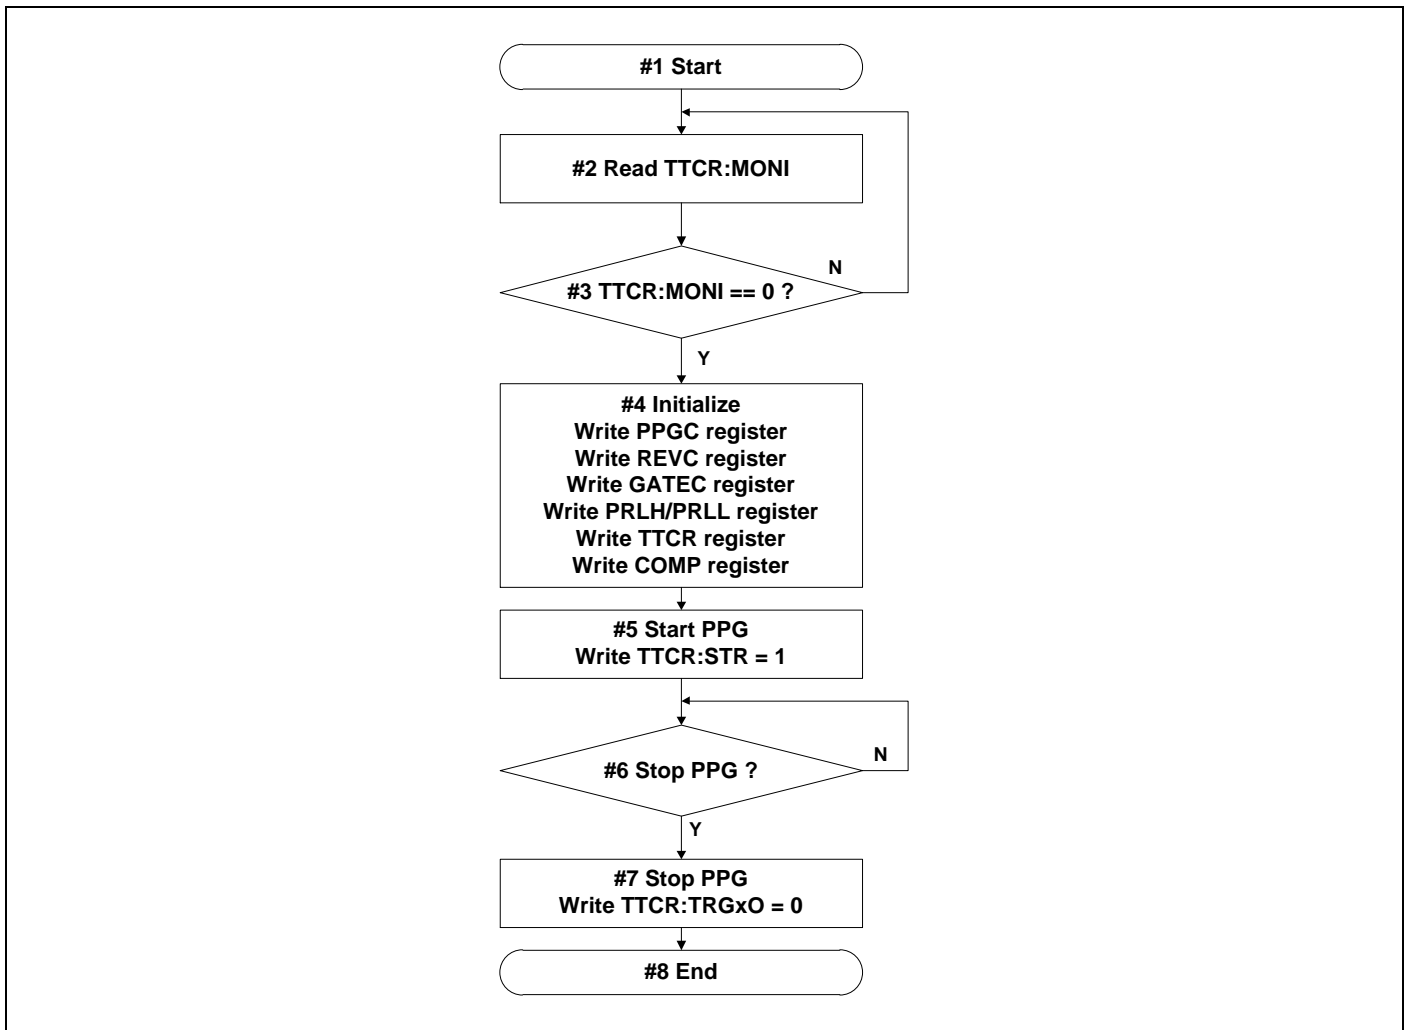 #1 Start
#2 Read TTCR:MONI
N
#3 TTCR:MONI == 0 ?
Y
#4 Initialize
Write PPGC register
Write REVC register
Write GATEC register
Write PRLH/PRLL register
Write TTCR register
Write COMP register
#5 Start PPG
Write TTCR:STR = 1
N
#6 Stop PPG ?
Y
#7 Stop PPG
Write TTCR:TRGxO = 0
#8 End